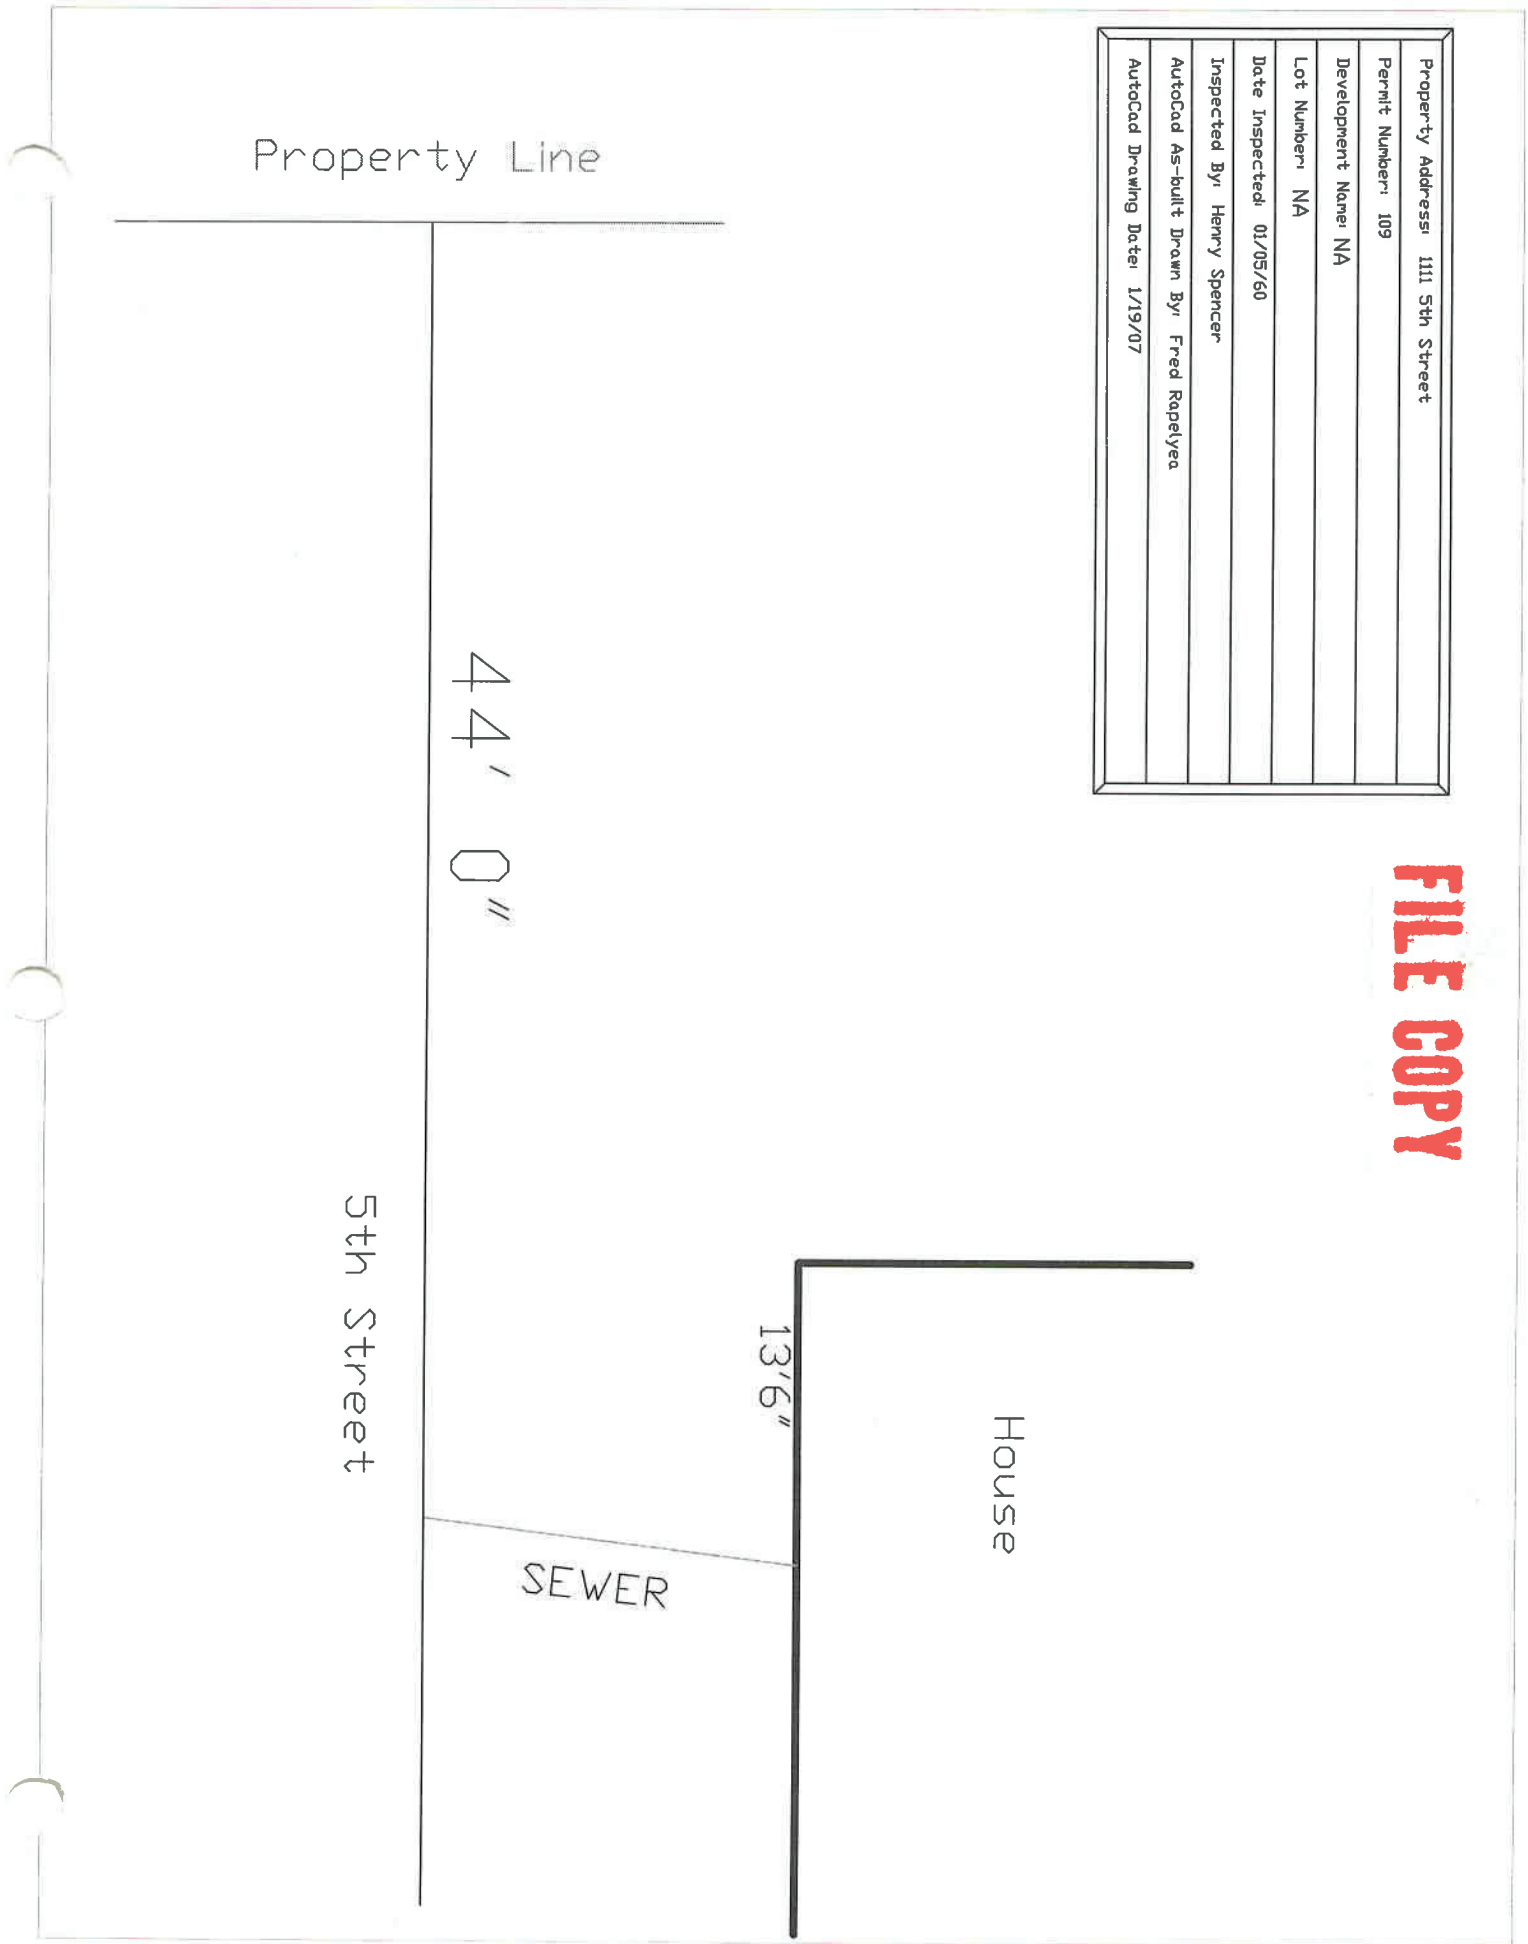 Property Address: 1111 5th Street
Permit Number: 109
Development Name: NA
Lot Number: NA
Date Inspected: 01/05/60
Inspected By: Henry Spencer
AutoCad As-built Drawn By: Fred Rapelyea
AutoCad Drawing Date: 1/19/07
FILE COPY
House
13'6"
SEWER
44' 0"
5th Street
Property Line